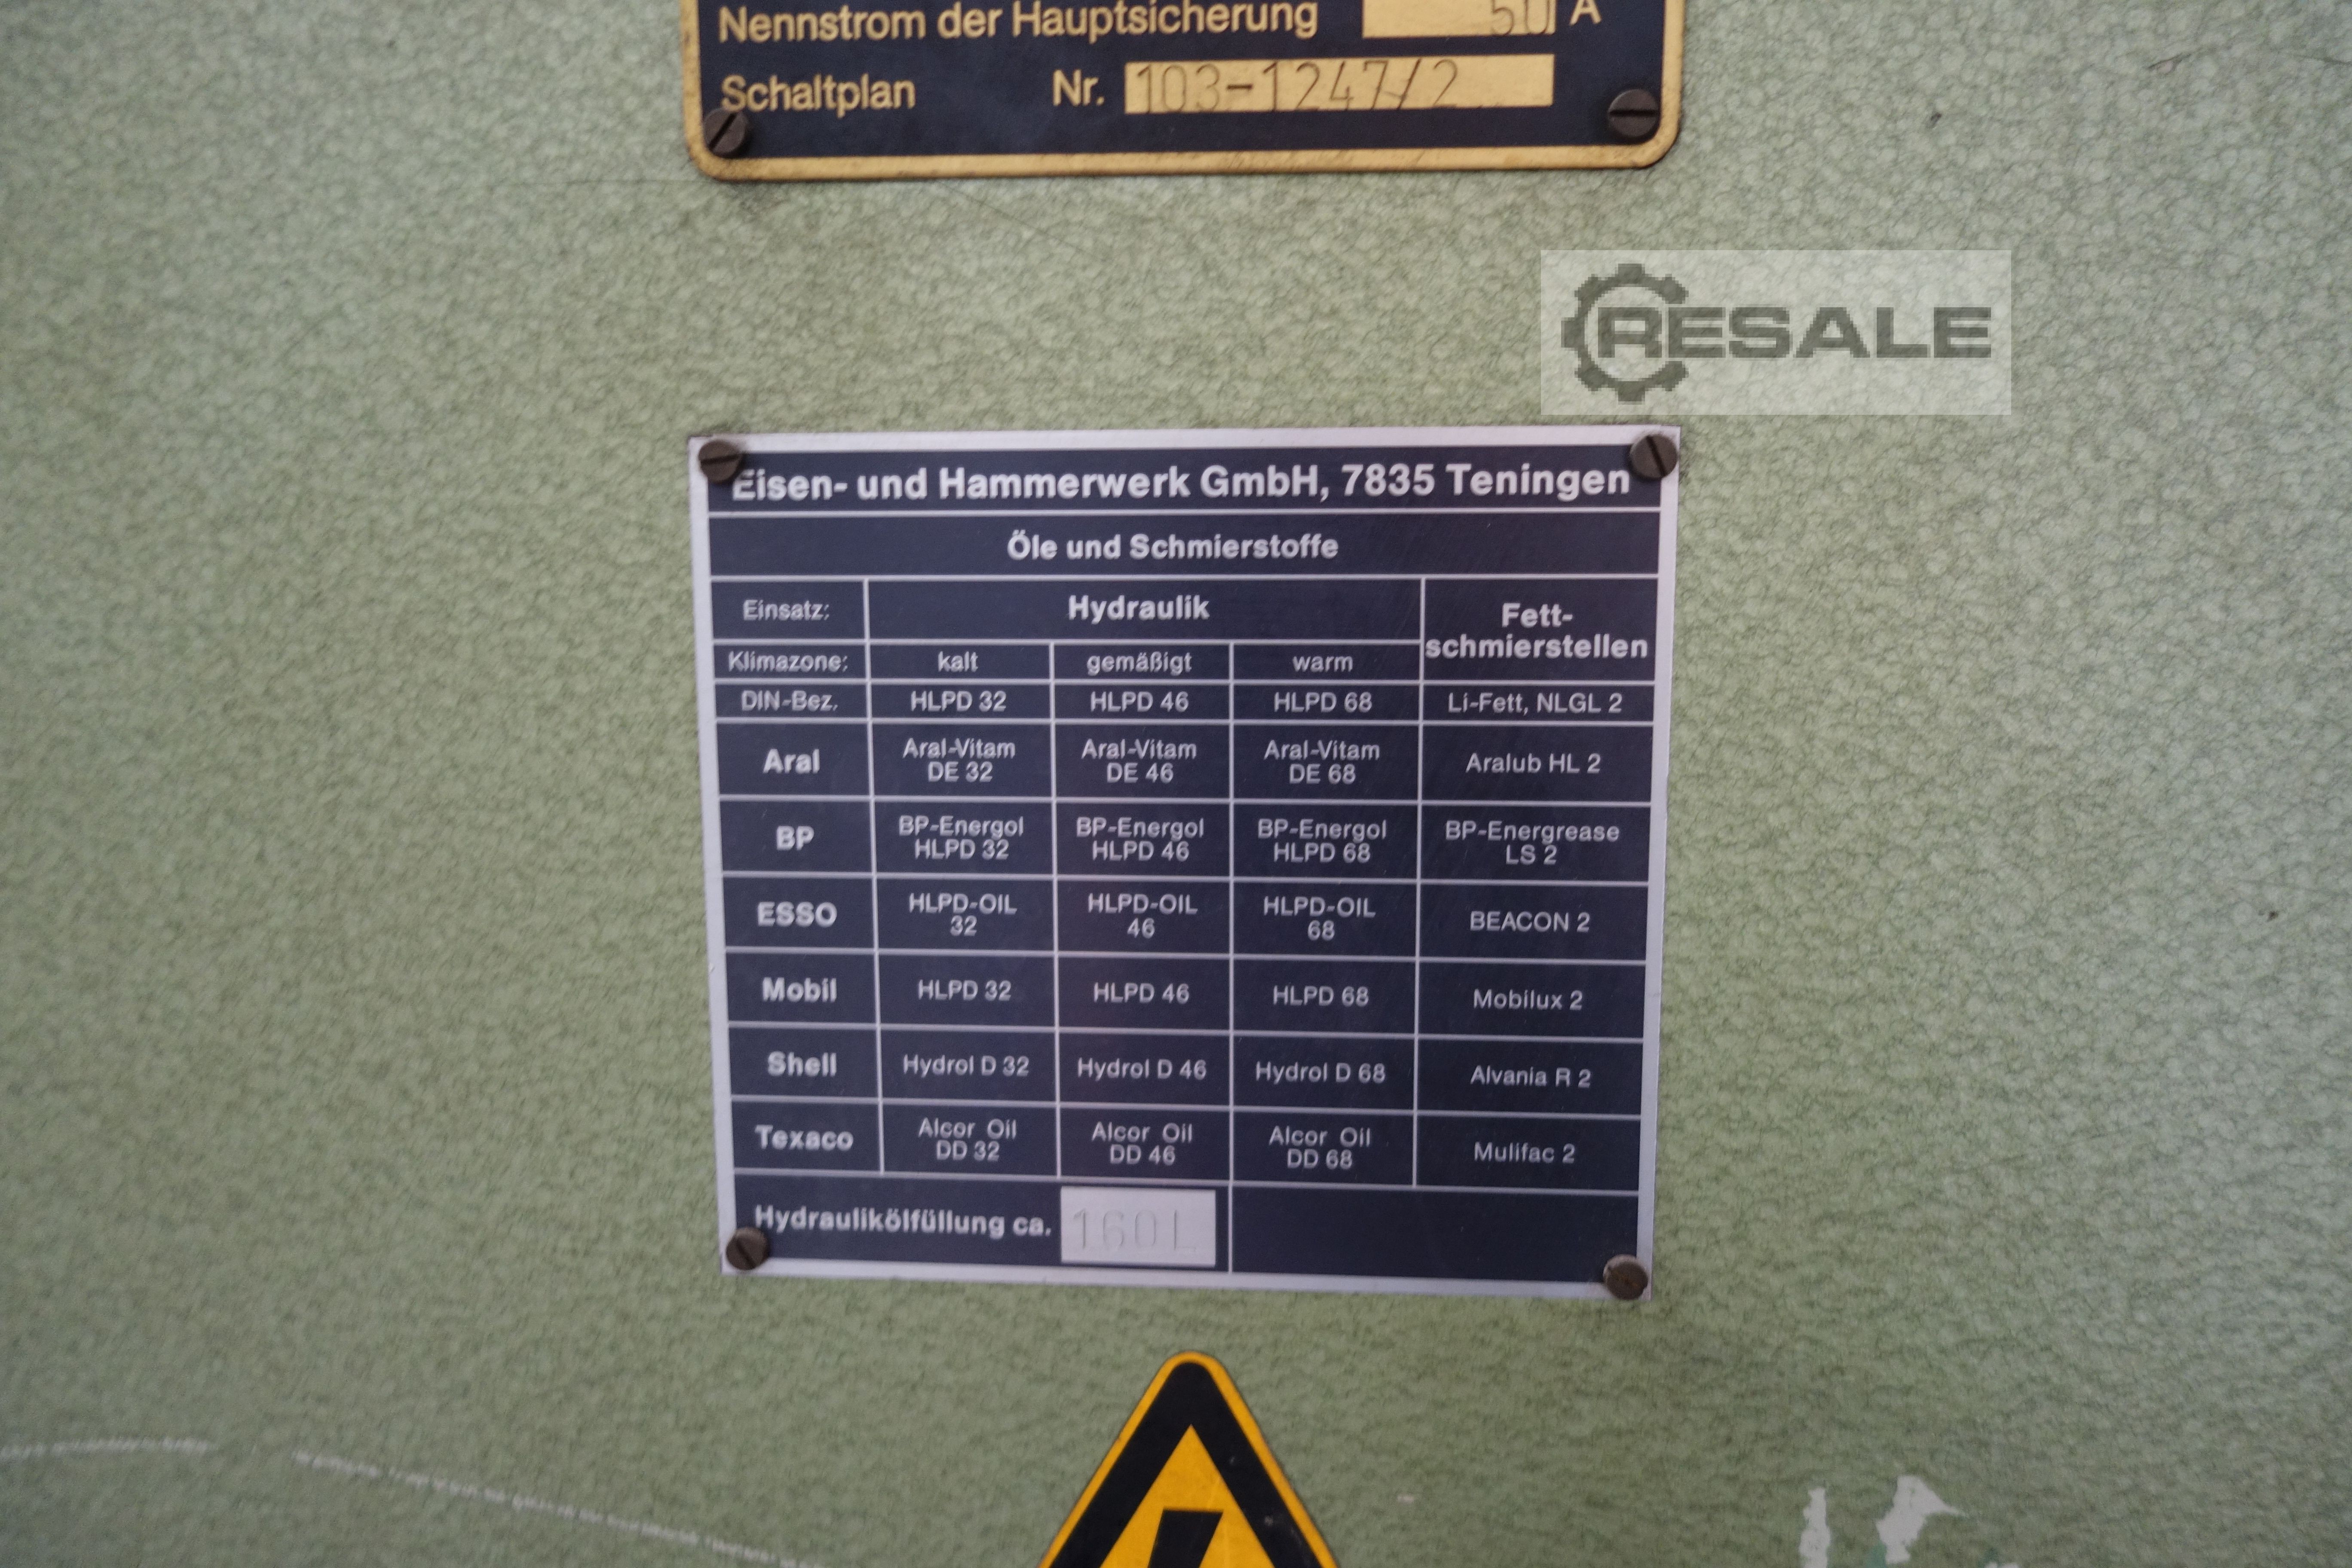 Nennstrom der Hauptsicherung 50 A
Schaltplan Nr. 103-1247/2
RESALE
Eisen- und Hammerwerk GmbH, 7835 Teningen
Öle und Schmierstoffe
Einsatz: Hydraulik Fett-
schmierstellen
Klimazone: kalt gemäßigt warm
DIN-Bez. HLPD 32 HLPD 46 HLPD 68 Li-Fett, NLGL 2
Aral Aral-Vitam Aral-Vitam Aral-Vitam Aralub HL 2
DE 32 DE 46 DE 68
BP BP-Energol BP-Energol BP-Energol BP-Energrease
HLPD 32 HLPD 46 HLPD 68 LS 2
ESSO HLPD-OIL HLPD-OIL HLPD-OIL BEACON 2
32 46 68
Mobil HLPD 32 HLPD 46 HLPD 68 Mobilux 2
Shell Hydrol D 32 Hydrol D 46 Hydrol D 68 Alvania R 2
Texaco Alcor Oil Alcor Oil Alcor Oil Mulifac 2
DD 32 DD 46 DD 68
Hydraulikölfüllung ca. 160L